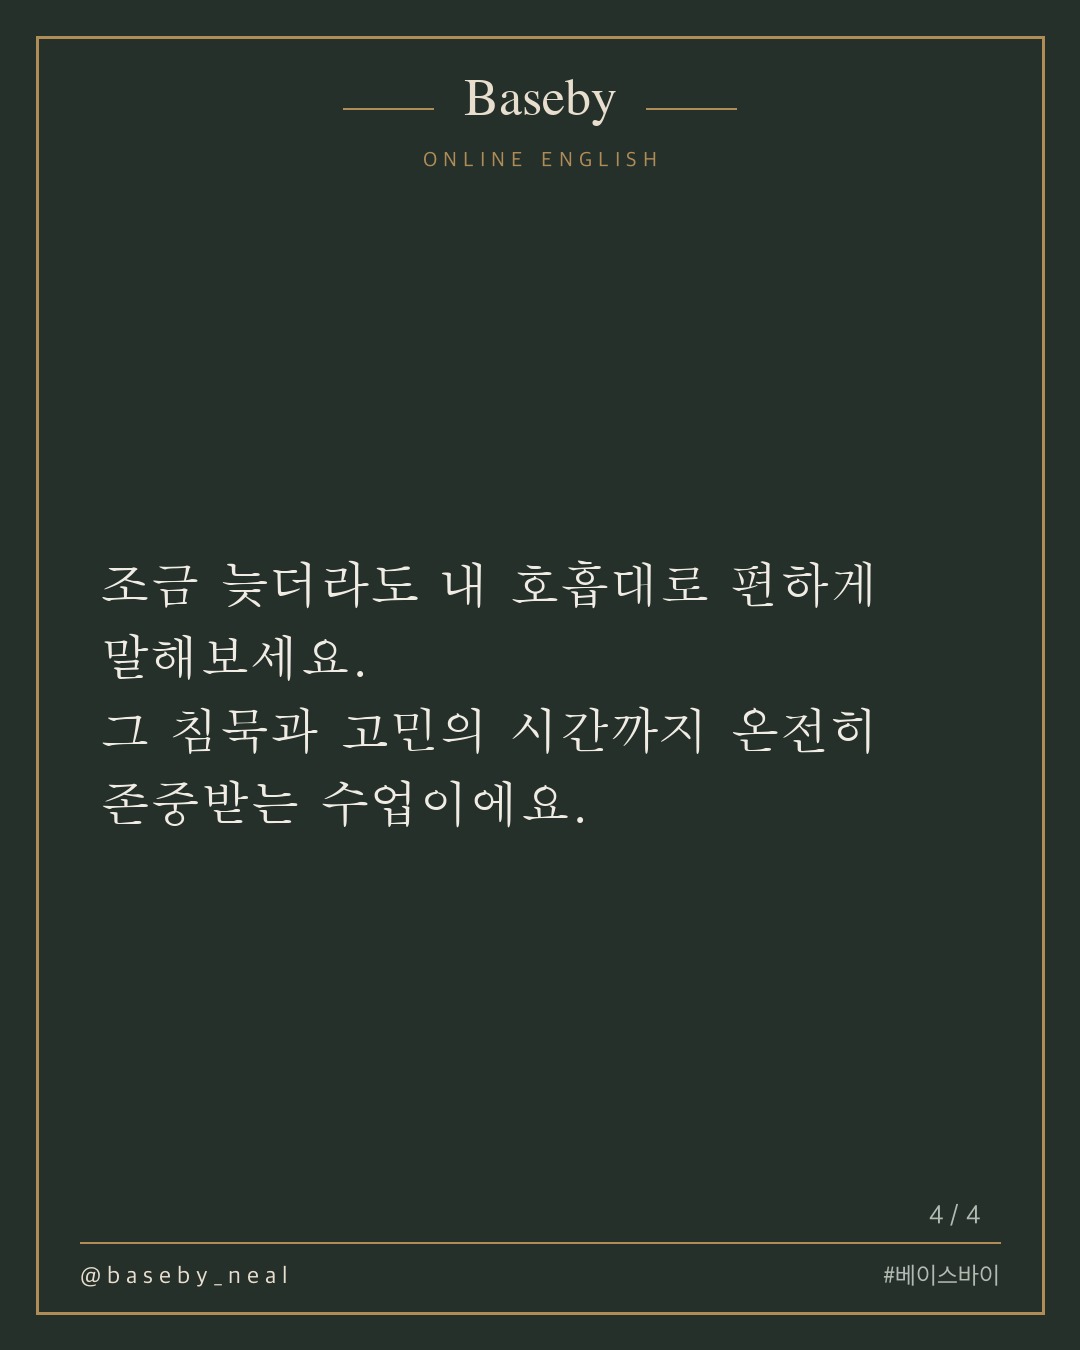 Baseby
ONLINE ENGLISH
조금 늦더라도 내 호흡대로 편하게
말해보세요.
그 침묵과 고민의 시간까지 온전히
존중받는 수업이에요.
4 / 4
@baseby_neal
#베이스바이